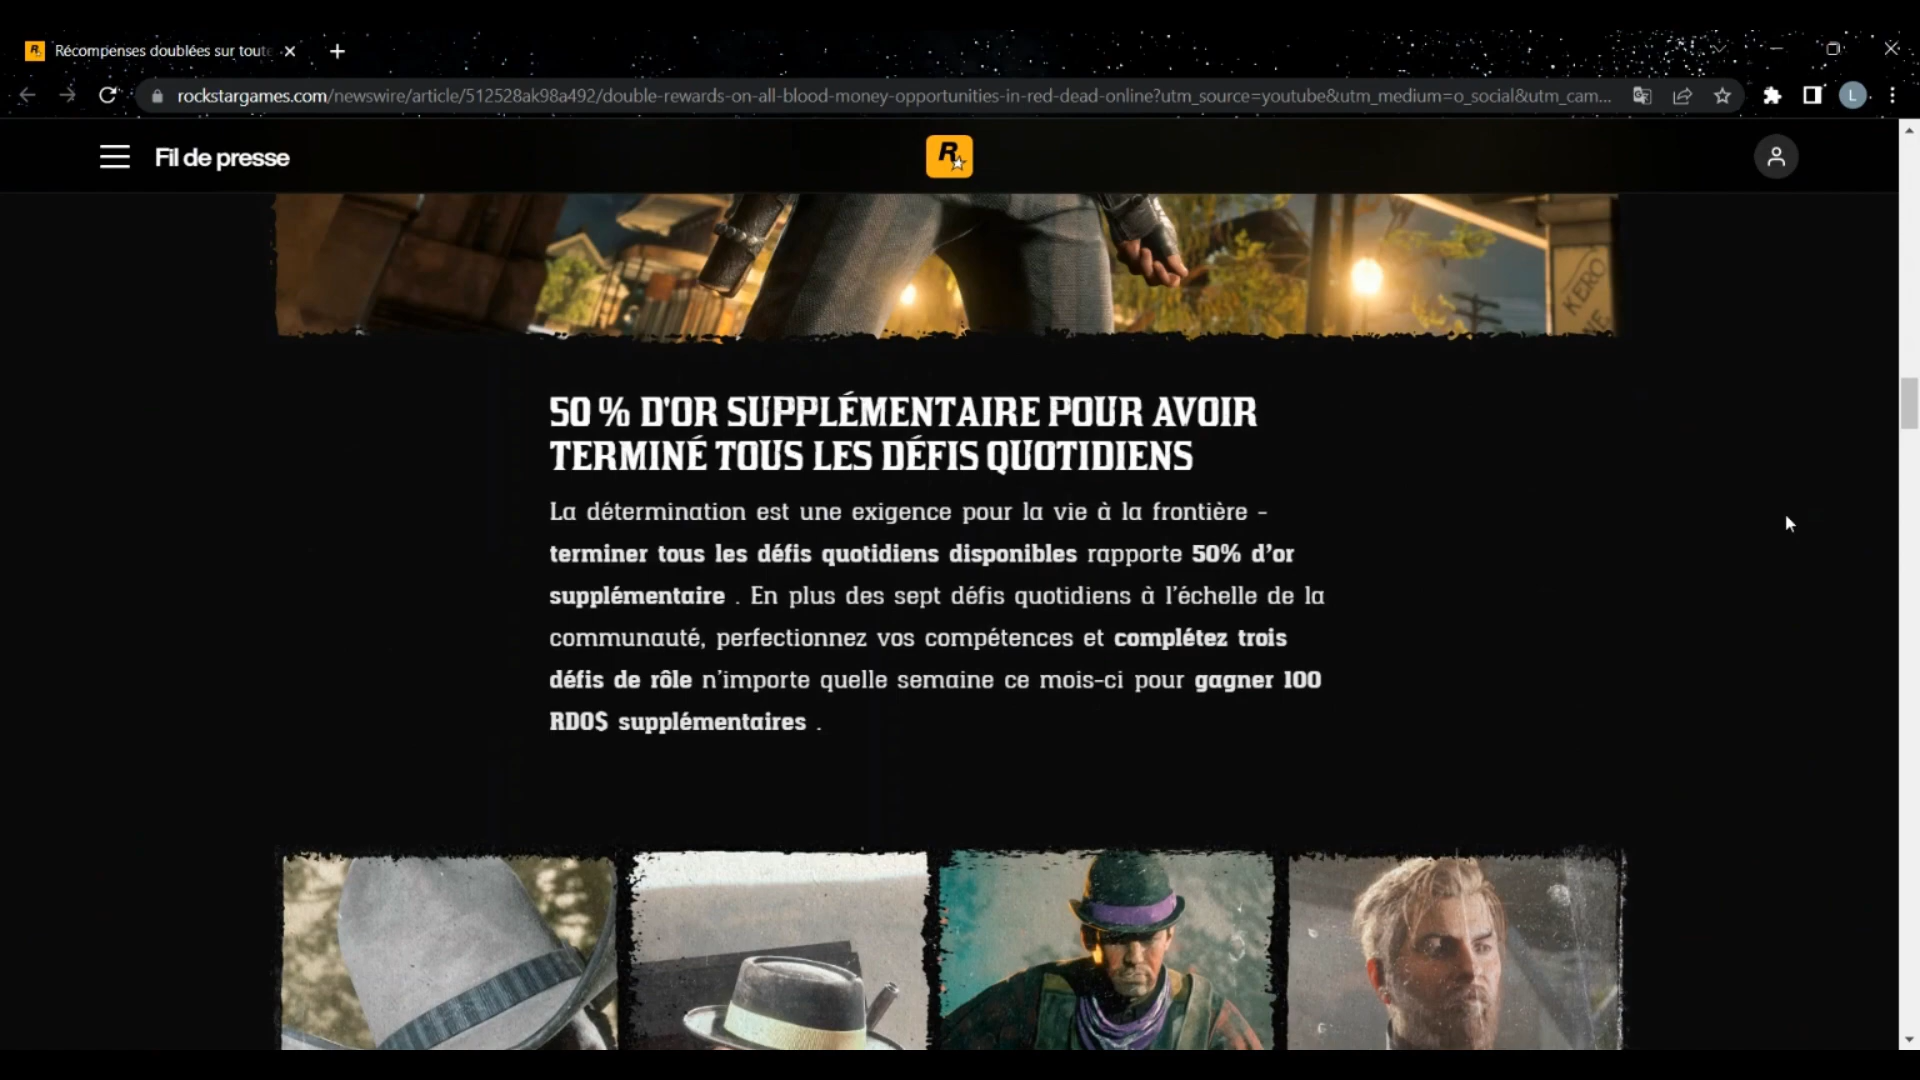 Récompenses doublées sur toute
rockstargames.com/newswire/article/512528ak98a492/double-rewards-on-all-blood-money-opportunities-in-red-dead-online?utm_source=youtube&utm_medium=o_social&utm_cam...
L
Fil de presse
R
KERO
NE
50 % D'OR SUPPLÉMENTAIRE POUR AVOIR
TERMINÉ TOUS LES DÉFIS QUOTIDIENS
La détermination est une exigence pour la vie à la frontière -
terminer tous les défis quotidiens disponibles rapporte 50% d'or
supplémentaire . En plus des sept défis quotidiens à l'échelle de la
communauté, perfectionnez vos compétences et complétez trois
défis de rôle n'importe quelle semaine ce mois-ci pour gagner 100
RDO$ supplémentaires .